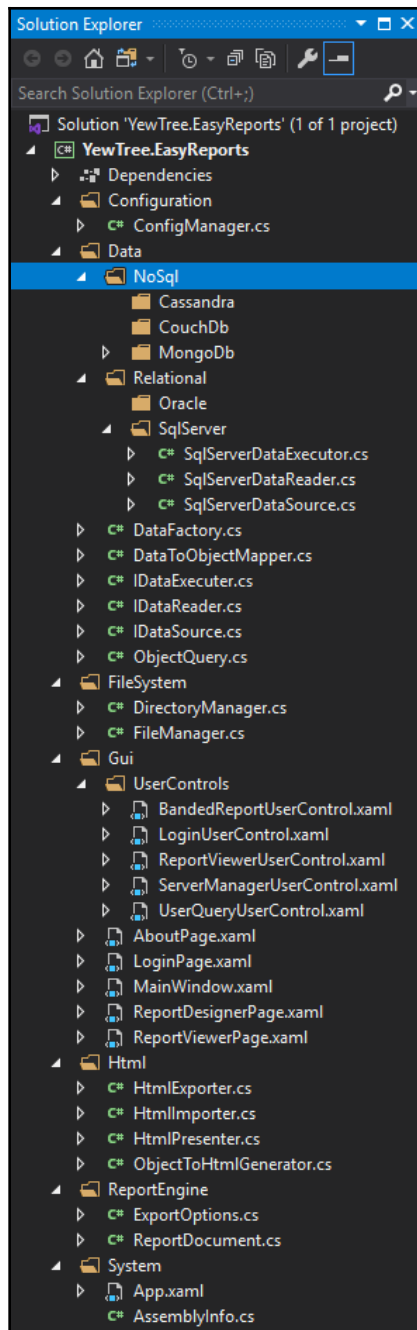 Solution Explorer
Search Solution Explorer (Ctrl+;)
Solution 'YewTree.EasyReports' (1 of 1 project)
C# YewTree.EasyReports
Dependencies
Configuration
C# ConfigManager.cs
Data
NoSql
Cassandra
CouchDb
MongoDb
Relational
Oracle
SqlServer
C# SqlServerDataExecutor.cs
C# SqlServerDataReader.cs
C# SqlServerDataSource.cs
C# DataFactory.cs
C# DataToObjectMapper.cs
C# IDataExecuter.cs
C# IDataReader.cs
C# IDataSource.cs
C# ObjectQuery.cs
FileSystem
C# DirectoryManager.cs
C# FileManager.cs
Gui
UserControls
BandedReportUserControl.xaml
LoginUserControl.xaml
ReportViewerUserControl.xaml
ServerManagerUserControl.xaml
UserQueryUserControl.xaml
AboutPage.xaml
LoginPage.xaml
MainWindow.xaml
ReportDesignerPage.xaml
ReportViewerPage.xaml
Html
C# HtmlExporter.cs
C# HtmlImporter.cs
C# HtmlPresenter.cs
C# ObjectToHtmlGenerator.cs
ReportEngine
C# ExportOptions.cs
C# ReportDocument.cs
System
App.xaml
C# AssemblyInfo.cs